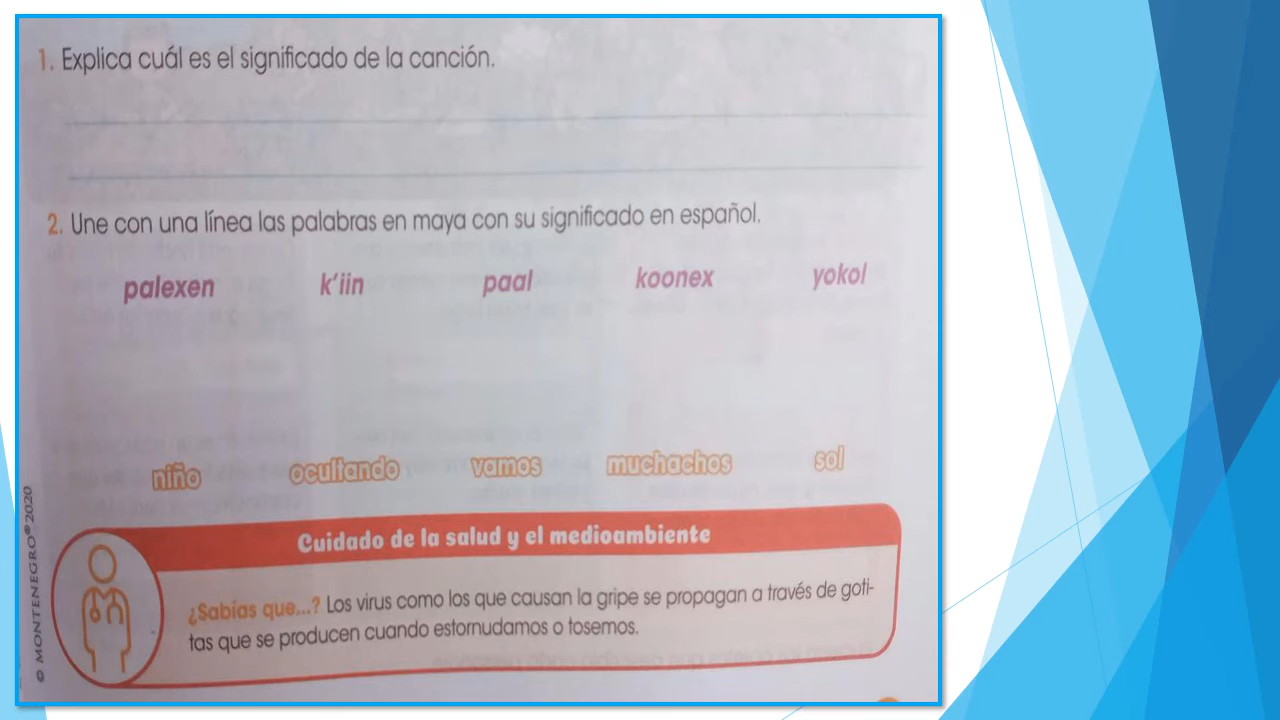 1. Explica cuál es el significado de la canción.
2. Une con una línea las palabras en maya con su significado en español.
palexen k'iin paal koonex yokol
niño ocultando vamos muchachos sol
Cuidado de la salud y el medioambiente
¿Sabías que...? Los virus como los que causan la gripe se propagan a través de goti-
tas que se producen cuando estornudamos o tosemos.
© MONTENEGRO®2020